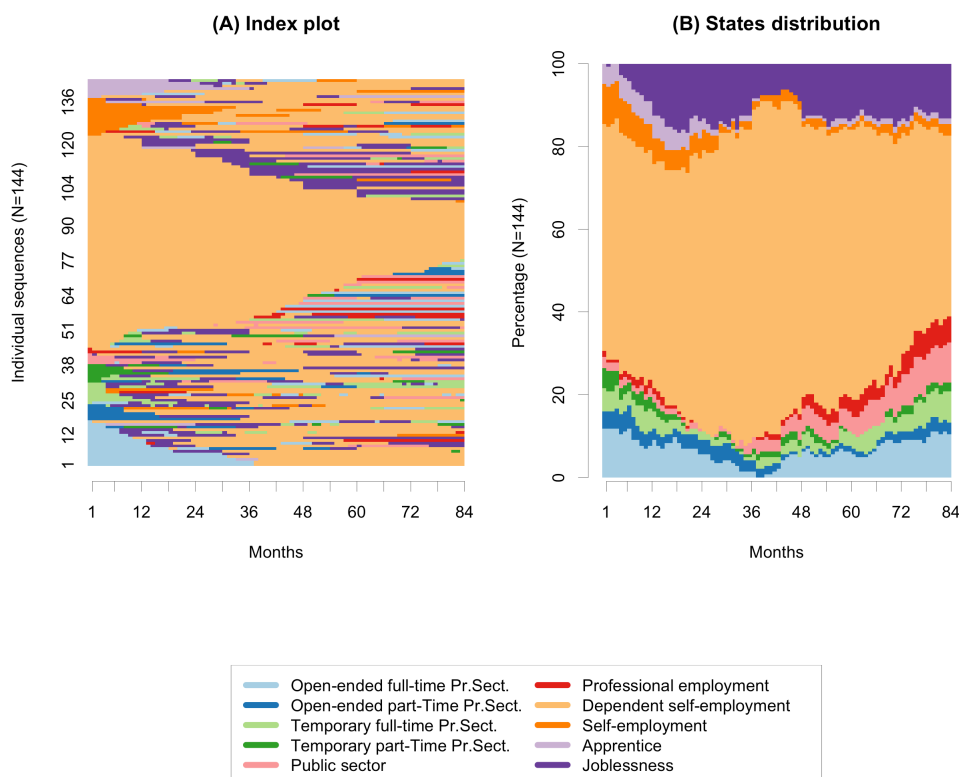 (A) Index plot
(B) States distribution
Individual sequences (N=144)
136
120
104
90
77
64
51
38
25
12
1
1 12 24 36 48 60 72 84
Months
Percentage (N=144)
100
80
60
40
20
0
1 12 24 36 48 60 72 84
Months
Open-ended full-time Pr.Sect.
Open-ended part-Time Pr.Sect.
Temporary full-time Pr.Sect.
Temporary part-Time Pr.Sect.
Public sector
Professional employment
Dependent self-employment
Self-employment
Apprentice
Joblessness